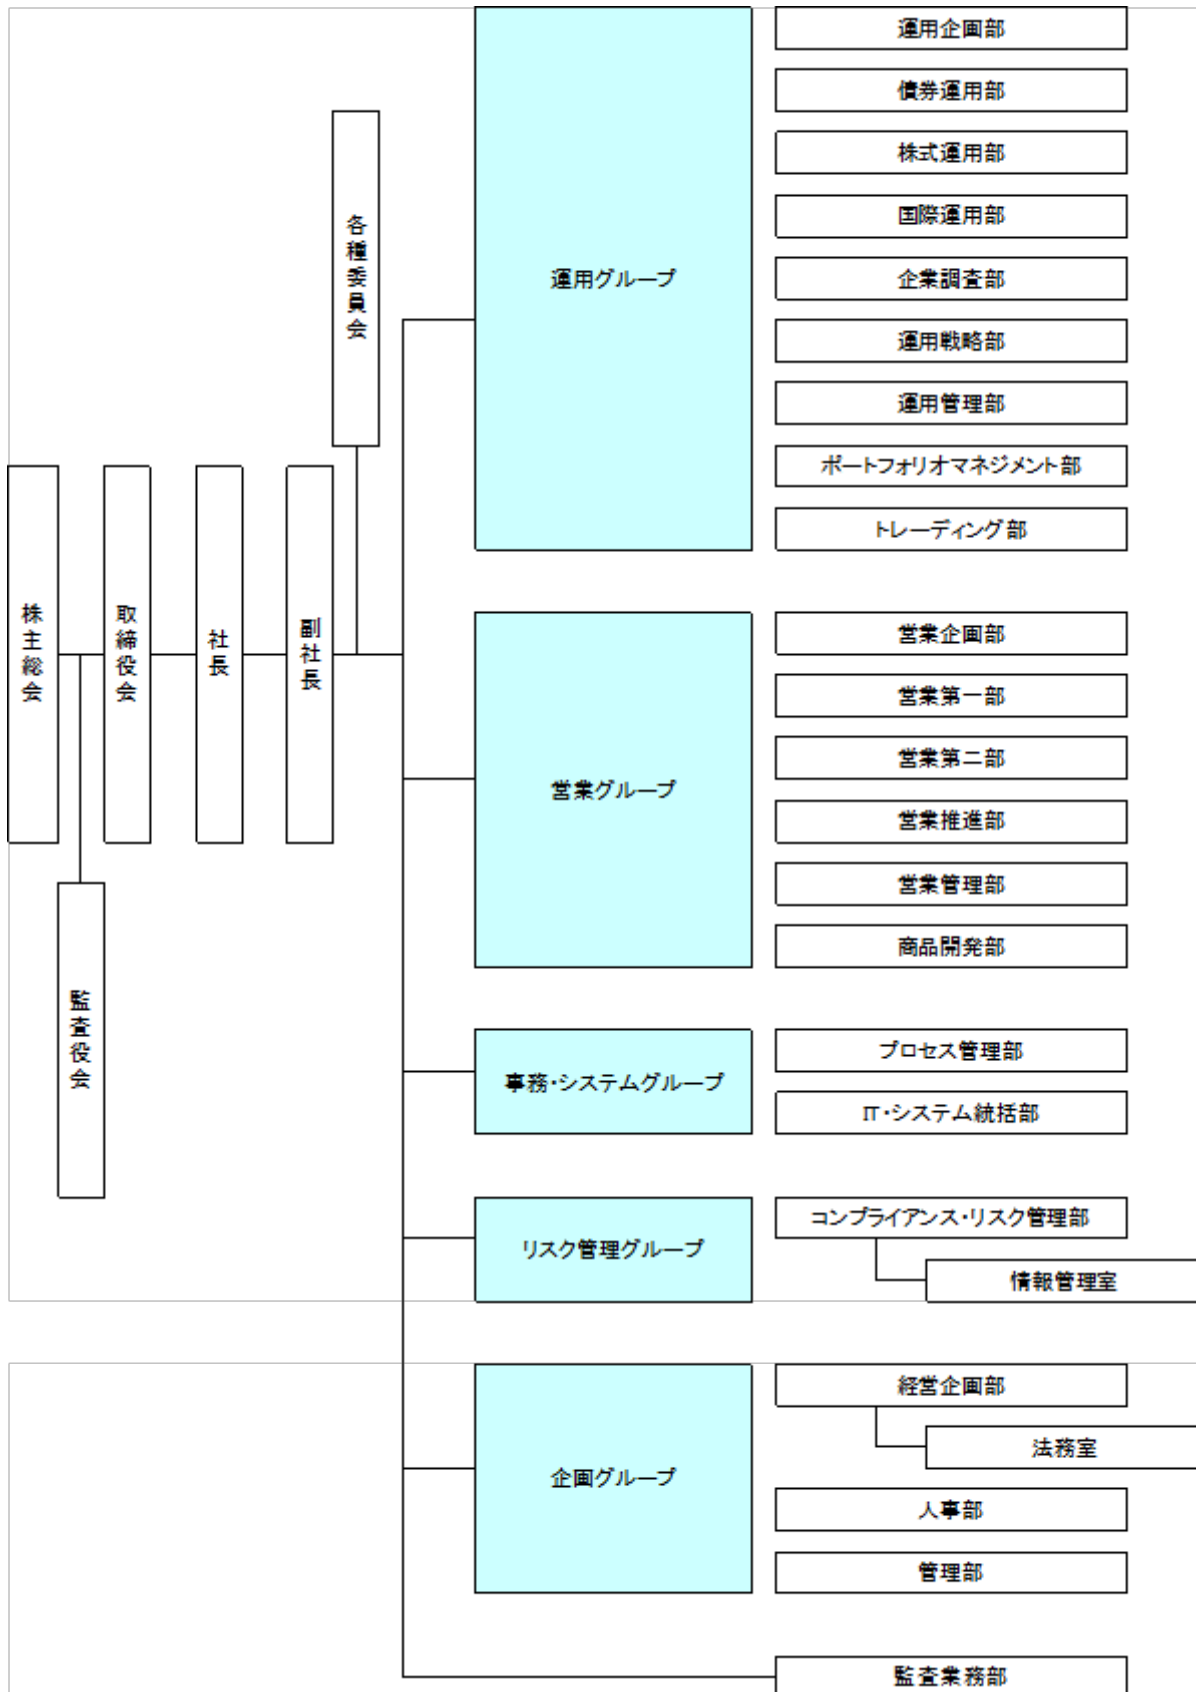 株主総会
監査役会
取締役会
社長
副社長
各種委員会
運用グループ
運用企画部
債券運用部
株式運用部
国際運用部
企業調査部
運用戦略部
運用管理部
ポートフォリオマネジメント部
トレーディング部
営業グループ
営業企画部
営業第一部
営業第二部
営業推進部
営業管理部
商品開発部
事務・システムグループ
プロセス管理部
IT・システム統括部
リスク管理グループ
コンプライアンス・リスク管理部
情報管理室
企画グループ
経営企画部
法務室
人事部
管理部
監査業務部